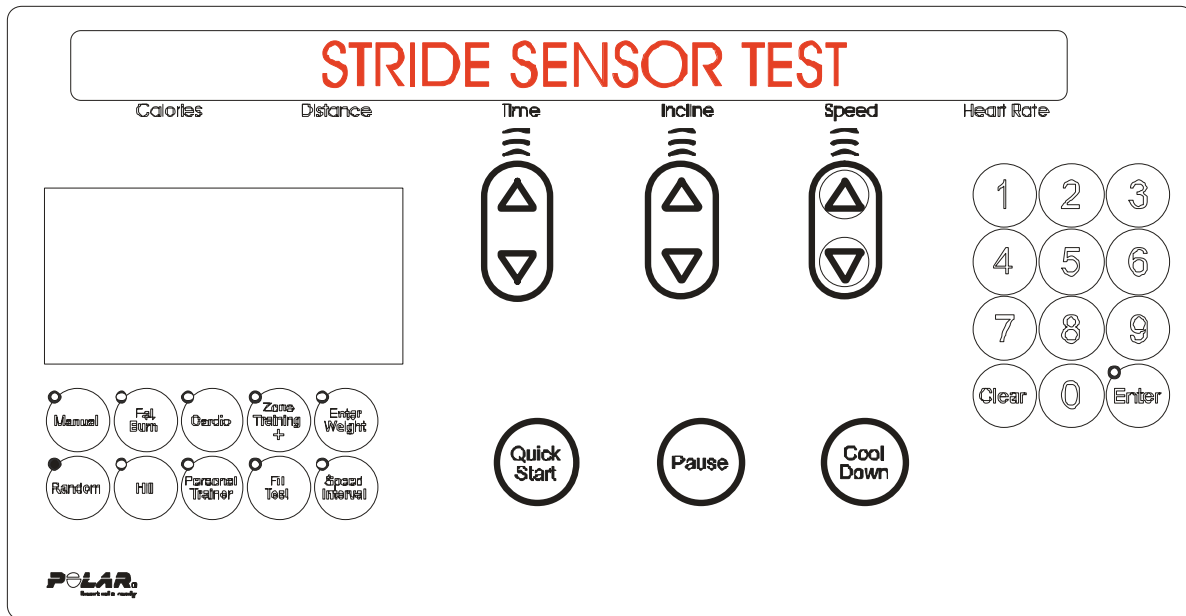 STRIDE SENSOR TEST
Calories Distance Time Incline Speed Heart Rate
1 2 3
4 5 6
7 8 9
Clear 0 Enter
Manual
Fat
Burn
Cardio
Zone
Training
+
Enter
Weight
Random
Hill
Personal
Trainer
Fit
Test
Speed
Interval
Quick
Start
Pause
Cool
Down
POLAR